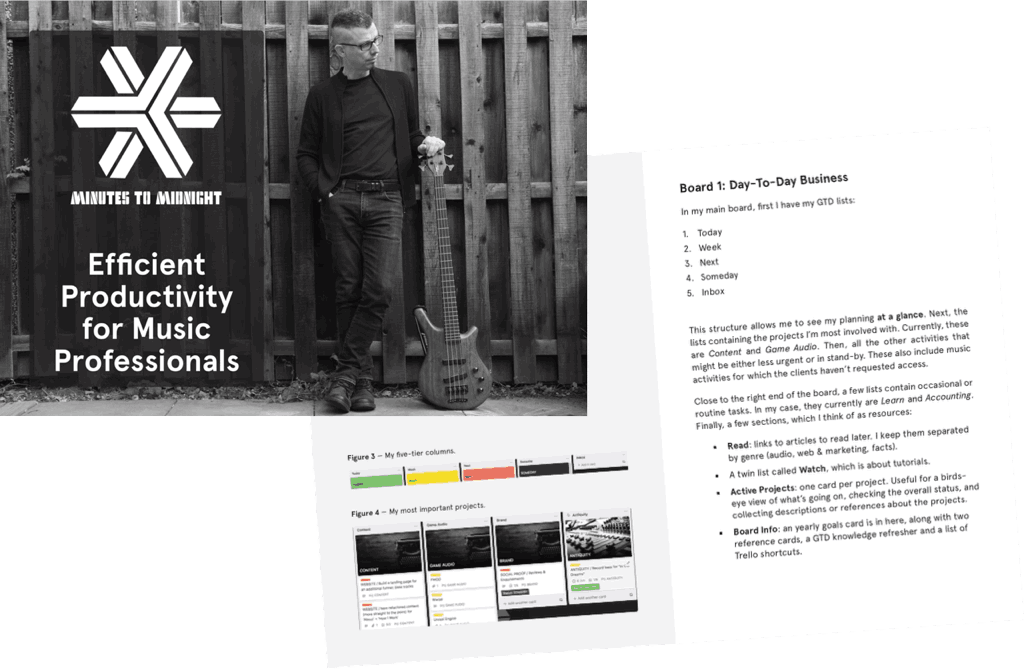 MINUTES TO MIDNIGHT
Efficient
Productivity
for Music
Professionals
Board 1: Day-To-Day Business
In my main board, first I have my GTD lists:
1. Today
2. Week
3. Next
4. Someday
5. Inbox
This structure allows me to see my planning at a glance. Next, the
lists containing the projects I'm most involved with. Currently, these
are Content and Game Audio. Then, all the other activities that
might be either less urgent or in stand-by. These also include music
activities for which the clients haven't requested access.
Close to the right end of the board, a few lists contain occasional or
routine tasks. In my case, they currently are Learn and Accounting.
Finally, a few sections, which I think of as resources:
• Read: links to articles to read later. I keep them separated
by genre (audio, web & marketing, facts).
• A twin list called Watch, which is about tutorials.
• Active Projects: one card per project. Useful for a birds-
eye view of what's going on, checking the overall status, and
collecting descriptions or references about the projects.
• Board Info: an yearly goals card is in here, along with two
reference cards, a GTD knowledge refresher and a list of
Trello shortcuts.
Figure 3 – My five-tier columns.
Figure 4 – My most important projects.
Content
Game Audio
Brand
Antiquity
CONTENT
GAME AUDIO
BRAND
ANTIQUITY